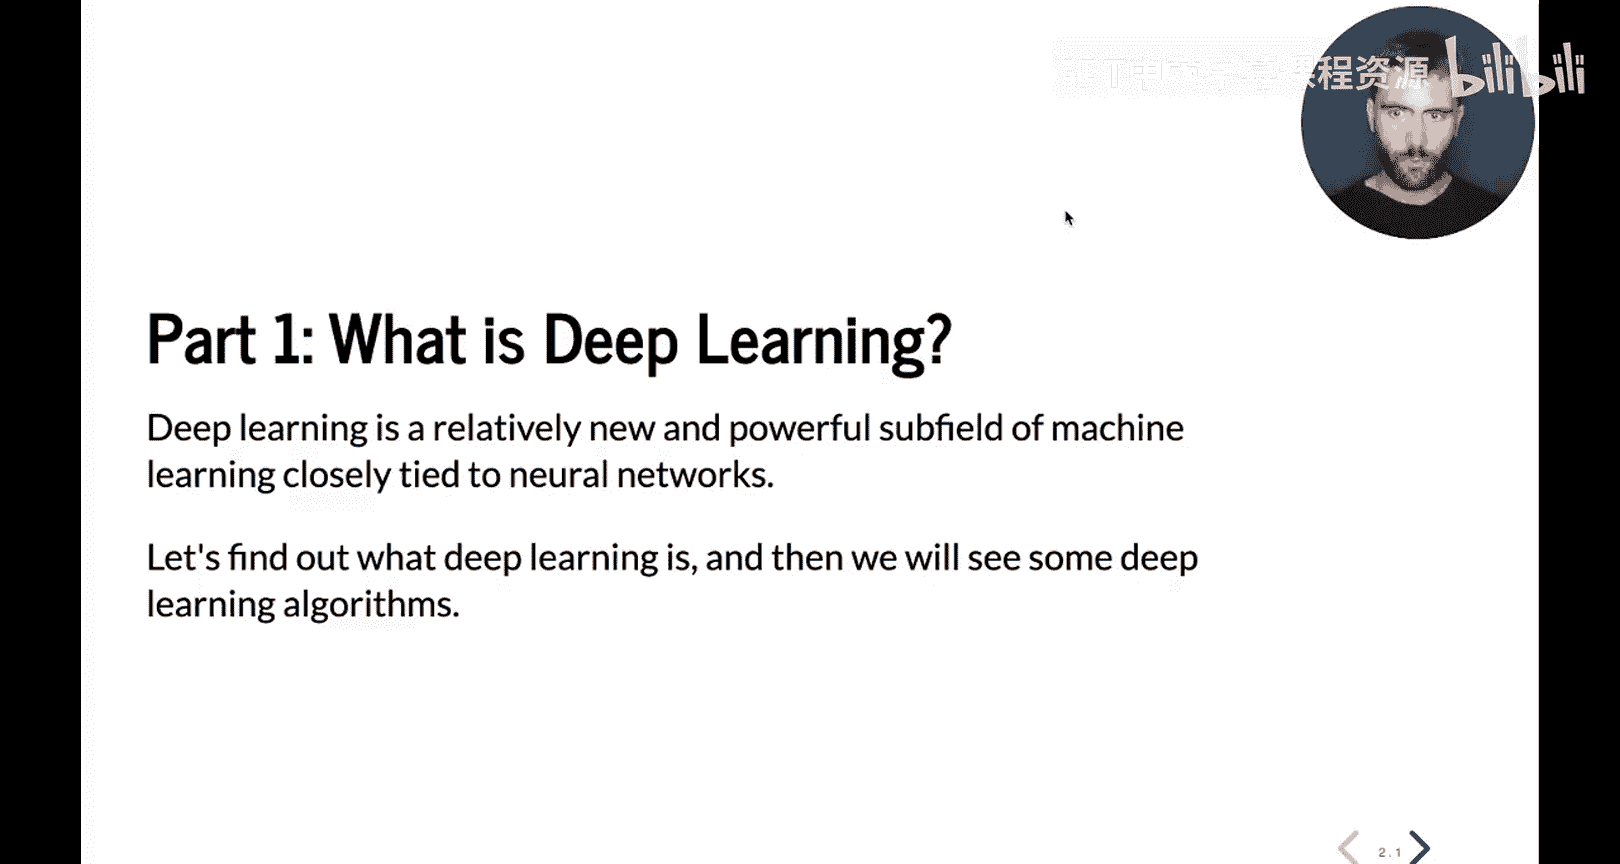 课程资源 bilibili
Part 1: What is Deep Learning?
Deep learning is a relatively new and powerful subfield of machine
learning closely tied to neural networks.
Let's find out what deep learning is, and then we will see some deep
learning algorithms.
2.1